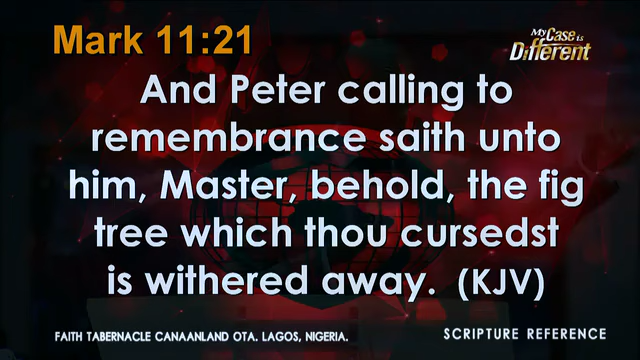 Mark 11:21
My Case is
Different
And Peter calling to
remembrance saith unto
him, Master, behold, the fig
tree which thou cursedst
is withered away. (KJV)
FAITH TABERNACLE CANAANLAND OTA. LAGOS, NIGERIA.
SCRIPTURE REFERENCE